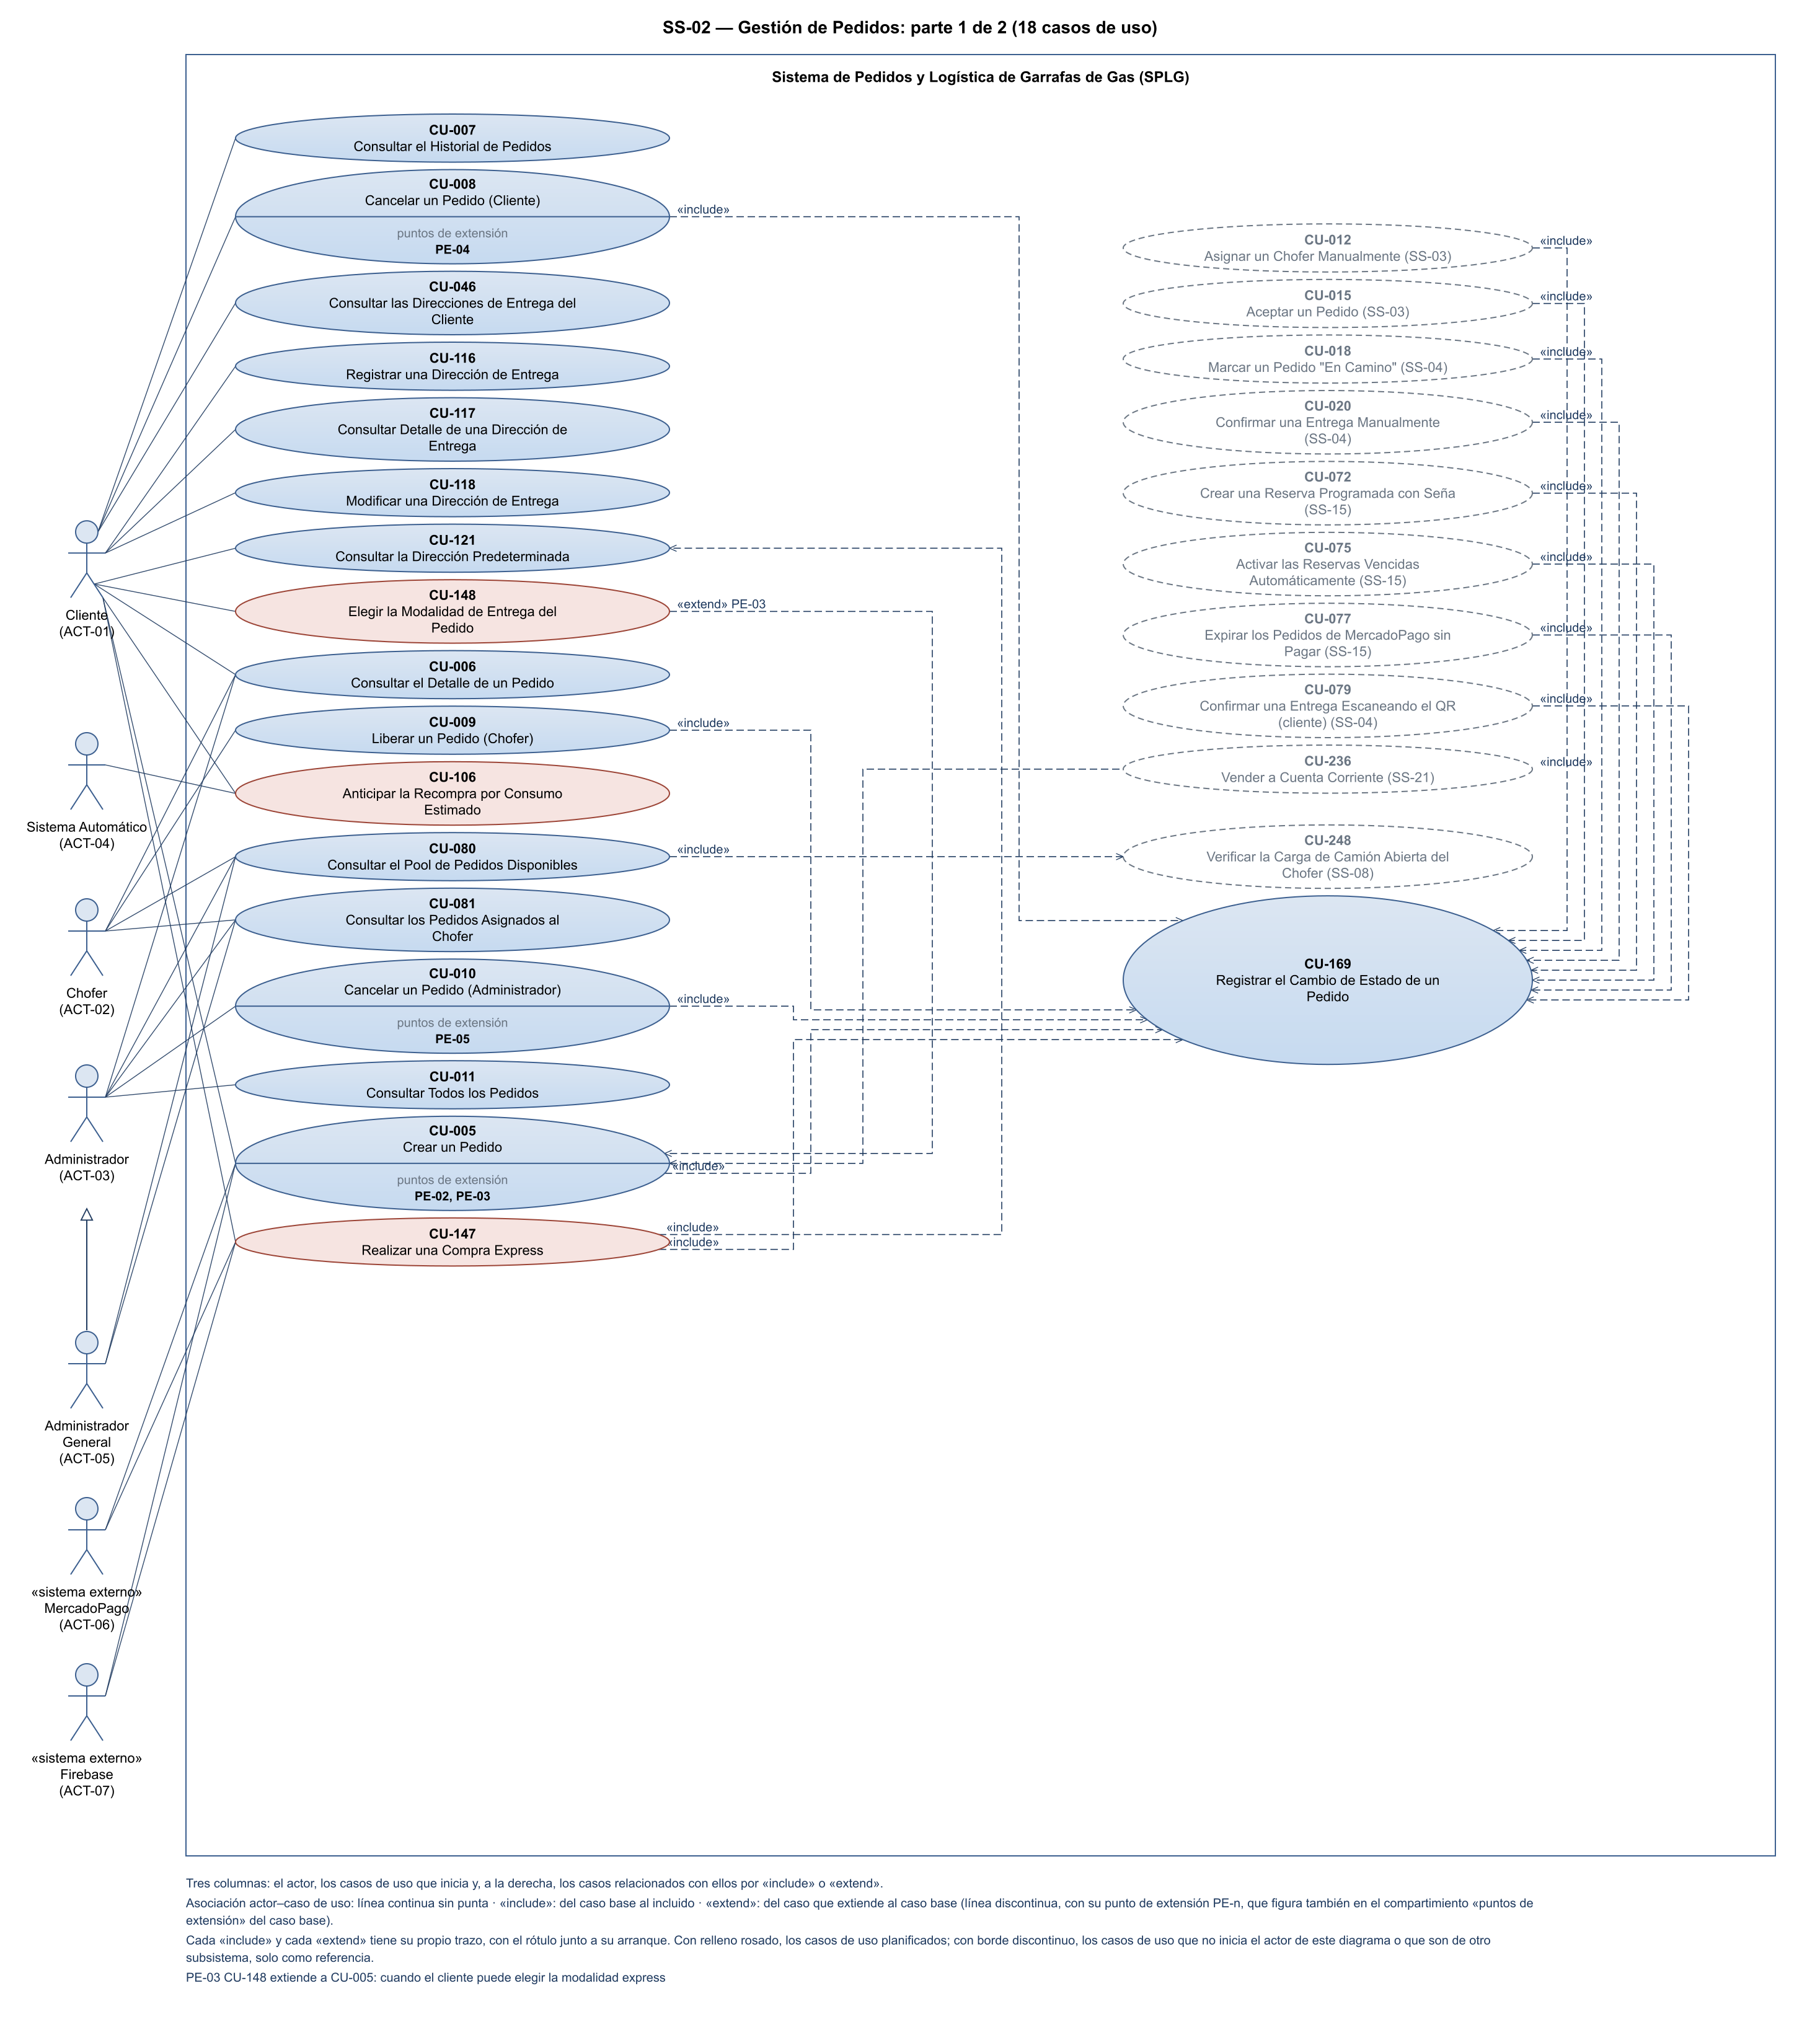 SS-02 — Gestión de Pedidos: parte 1 de 2 (18 casos de uso)
Sistema de Pedidos y Logística de Garrafas de Gas (SPLG)
CU-007
Consultar el Historial de Pedidos
CU-008
Cancelar un Pedido (Cliente)
puntos de extensión
PE-04
«include»
CU-046
Consultar las Direcciones de Entrega del
Cliente
CU-116
Registrar una Dirección de Entrega
CU-117
Consultar Detalle de una Dirección de
Entrega
CU-118
Modificar una Dirección de Entrega
CU-121
Consultar la Dirección Predeterminada
CU-148
Elegir la Modalidad de Entrega del
Pedido
«extend» PE-03
CU-006
Consultar el Detalle de un Pedido
CU-009
Liberar un Pedido (Chofer)
«include»
CU-106
Anticipar la Recompra por Consumo
Estimado
CU-080
Consultar el Pool de Pedidos Disponibles
«include»
CU-081
Consultar los Pedidos Asignados al
Chofer
CU-010
Cancelar un Pedido (Administrador)
puntos de extensión
PE-05
«include»
CU-011
Consultar Todos los Pedidos
CU-005
Crear un Pedido
puntos de extensión
PE-02, PE-03
«include»
CU-147
Realizar una Compra Express
«include»
«include»
Cliente
(ACT-01)
Sistema Automático
(ACT-04)
Chofer
(ACT-02)
Administrador
(ACT-03)
Administrador
General
(ACT-05)
«sistema externo»
MercadoPago
(ACT-06)
«sistema externo»
Firebase
(ACT-07)
CU-012
Asignar un Chofer Manualmente (SS-03)
«include»
CU-015
Aceptar un Pedido (SS-03)
«include»
CU-018
Marcar un Pedido "En Camino" (SS-04)
«include»
CU-020
Confirmar una Entrega Manualmente
(SS-04)
«include»
CU-072
Crear una Reserva Programada con Seña
(SS-15)
«include»
CU-075
Activar las Reservas Vencidas
Automáticamente (SS-15)
«include»
CU-077
Expirar los Pedidos de MercadoPago sin
Pagar (SS-15)
«include»
CU-079
Confirmar una Entrega Escaneando el QR
(cliente) (SS-04)
«include»
CU-236
Vender a Cuenta Corriente (SS-21)
«include»
CU-248
Verificar la Carga de Camión Abierta del
Chofer (SS-08)
CU-169
Registrar el Cambio de Estado de un
Pedido
Tres columnas: el actor, los casos de uso que inicia y, a la derecha, los casos relacionados con ellos por «include» o «extend».
Asociación actor–caso de uso: línea continua sin punta · «include»: del caso base al incluido · «extend»: del caso que extiende al caso base (línea discontinua, con su punto de extensión PE-n, que figura también en el compartimiento «puntos de
extensión» del caso base).
Cada «include» y cada «extend» tiene su propio trazo, con el rótulo junto a su arranque. Con relleno rosado, los casos de uso planificados; con borde discontinuo, los casos de uso que no inicia el actor de este diagrama o que son de otro
subsistema, solo como referencia.
PE-03 CU-148 extiende a CU-005: cuando el cliente puede elegir la modalidad express